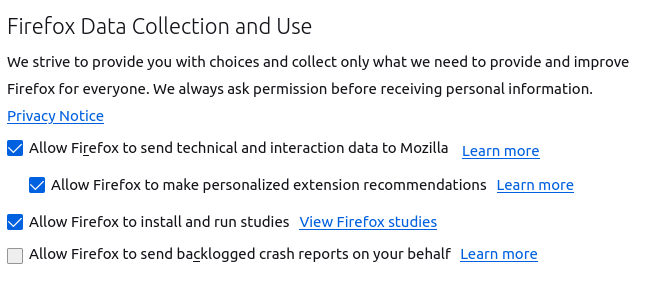 Firefox Data Collection and Use
We strive to provide you with choices and collect only what we need to provide and improve
Firefox for everyone. We always ask permission before receiving personal information.
Privacy Notice
Allow Firefox to send technical and interaction data to Mozilla Learn more
Allow Firefox to make personalized extension recommendations Learn more
Allow Firefox to install and run studies View Firefox studies
Allow Firefox to send backlogged crash reports on your behalf Learn more